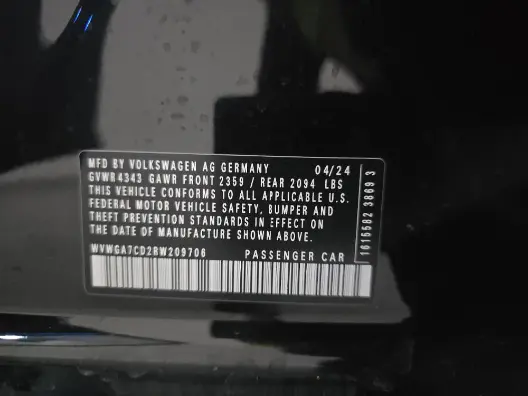 MFD BY VOLKSWAGEN AG GERMANY 04/24
GVWR 4343 GAWR FRONT 2359 / REAR 2094 LBS
THIS VEHICLE CONFORMS TO ALL APPLICABLE U.S.
FEDERAL MOTOR VEHICLE SAFETY, BUMPER AND
THEFT PREVENTION STANDARDS IN EFFECT ON
THE DATE OF MANUFACTURE SHOWN ABOVE.
WVWGA7CD2RW209706 PASSENGER CAR
1615582 3869 3